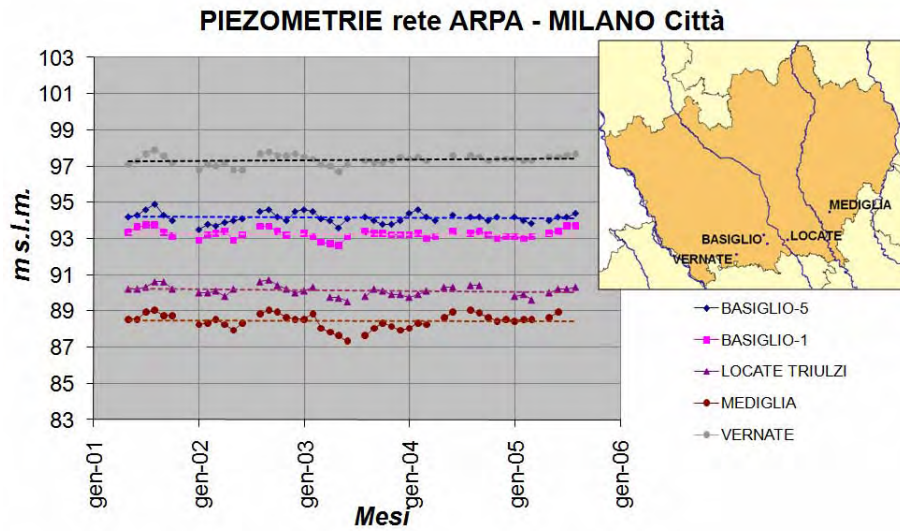 PIEZOMETRIE rete ARPA - MILANO Città
m s.l.m.
103
101
99
97
95
93
91
89
87
85
83
gen-01
gen-02
gen-03
gen-04
gen-05
gen-06
Mesi
MEDIGLIA
BASIGLIO
LOCATE
VERNATE
BASIGLIO-5
BASIGLIO-1
LOCATE TRIULZI
MEDIGLIA
VERNATE